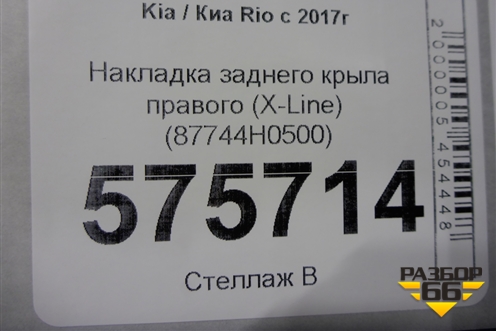 Kia / Киа Rio с 2017г
Накладка заднего крыла
правого (X-Line)
(87744H0500)
575714
Стеллаж В
2000005454448
РАЗБОР
66